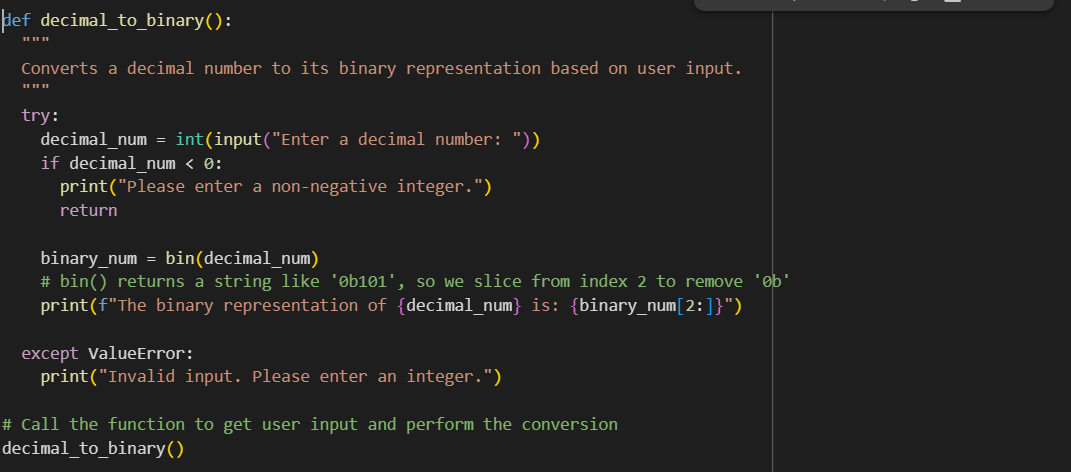 def decimal_to_binary():
  """
  Converts a decimal number to its binary representation based on user input.
  """
  try:
    decimal_num = int(input("Enter a decimal number: "))
    if decimal_num < 0:
      print("Please enter a non-negative integer.")
      return

    binary_num = bin(decimal_num)
    # bin() returns a string like '0b101', so we slice from index 2 to remove '0b'
    print(f"The binary representation of {decimal_num} is: {binary_num[2:]}")

  except ValueError:
    print("Invalid input. Please enter an integer.")

# Call the function to get user input and perform the conversion
decimal_to_binary()